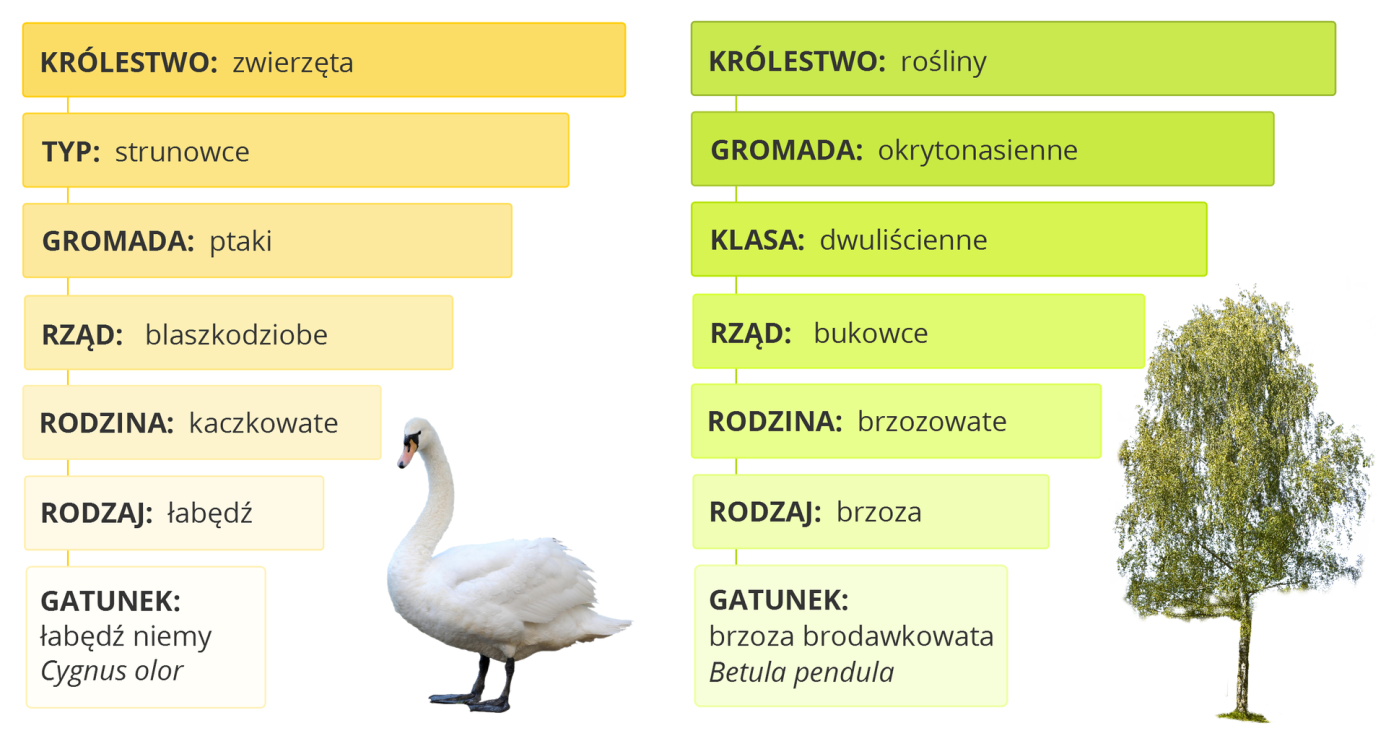 KRÓLESTWO: zwierzęta
TYP: strunowce
GROMADA: ptaki
RZĄD: blaszkodziobe
RODZINA: kaczkowate
RODZAJ: łabędź
GATUNEK:
łabędź niemy
Cygnus olor
KRÓLESTWO: rośliny
GROMADA: okrytonasienne
KLASA: dwuliścienne
RZĄD: bukowce
RODZINA: brzozowate
RODZAJ: brzoza
GATUNEK:
brzoza brodawkowata
Betula pendula